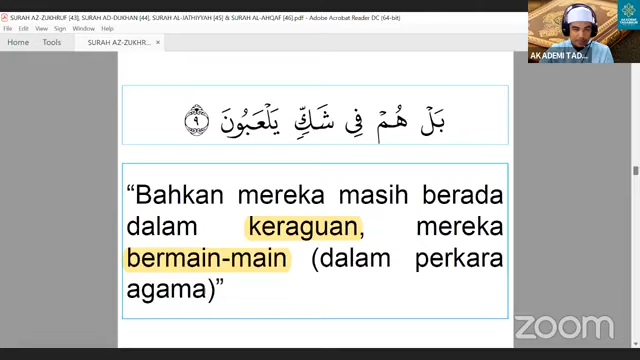 SURAH AZ-ZUKHRUF [43], SURAH AD-DUKHAN [44], SURAH AL-JATHIYYAH [45] & SURAH AL-AHQAF [46].pdf - Adobe Acrobat Reader DC (64-bit)
File Edit View Sign Window Help
Home Tools SURAH AZ-ZUKHR... ×
AKADEMI TAD...
بَلْ هُمْ فِي شَكٍّ يَلْعَبُونَ ٩
“Bahkan mereka masih berada
dalam keraguan, mereka
bermain-main (dalam perkara
agama)”
zoom